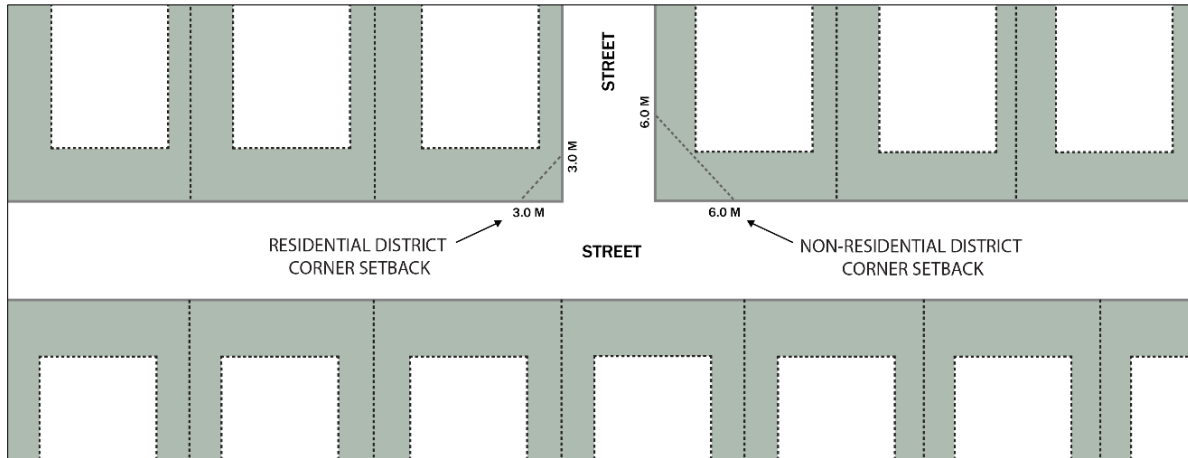 STREET
3.0 M
6.0 M
3.0 M
6.0 M
RESIDENTIAL DISTRICT
CORNER SETBACK
STREET
NON-RESIDENTIAL DISTRICT
CORNER SETBACK